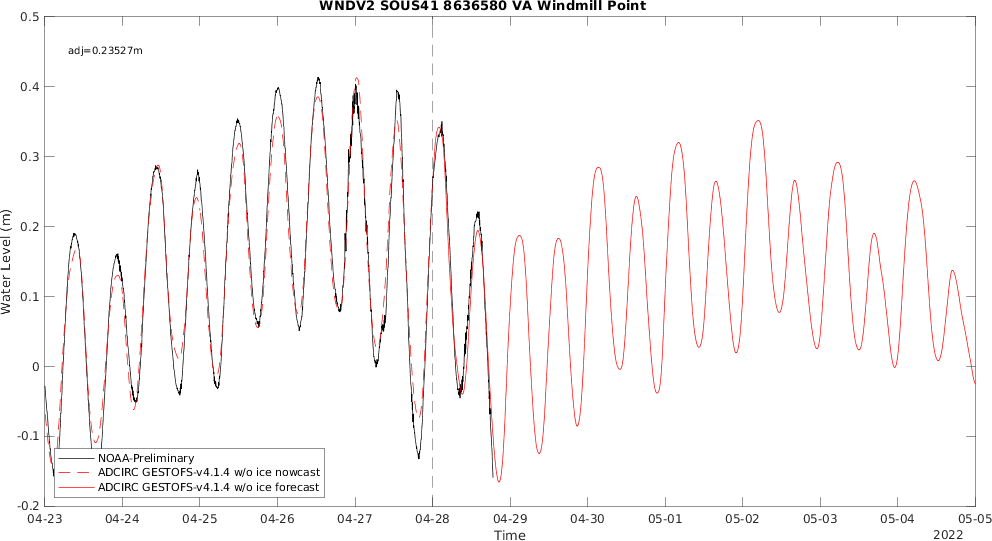 WNDV2 SOUS41 8636580 VA Windmill Point
adj=0.23527m
Water Level (m)
0.5
0.4
0.3
0.2
0.1
0
-0.1
-0.2
NOAA-Preliminary
ADCIRC GESTOFS-v4.1.4 w/o ice nowcast
ADCIRC GESTOFS-v4.1.4 w/o ice forecast
04-23 04-24 04-25 04-26 04-27 04-28 04-29 04-30 05-01 05-02 05-03 05-04 05-05
Time
2022